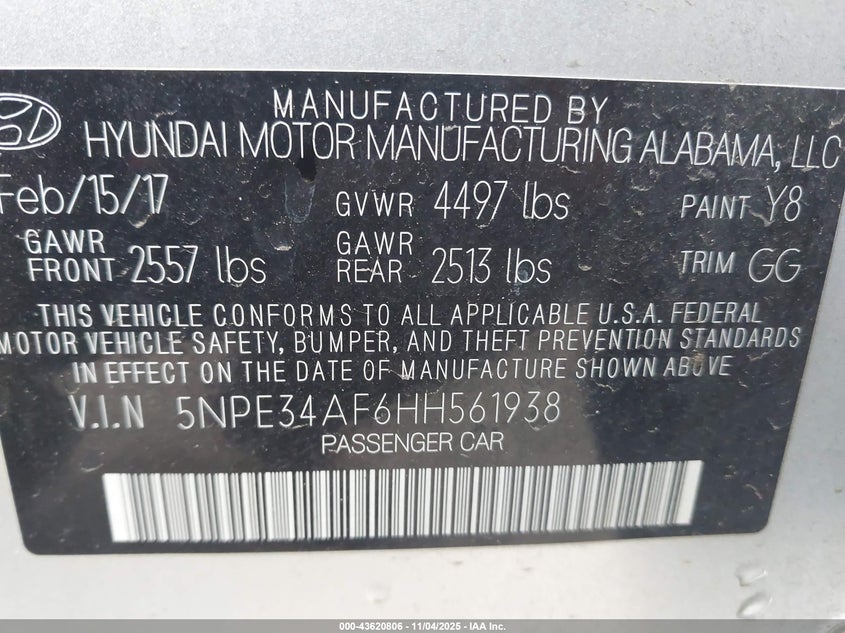 MANUFACTURED BY
HYUNDAI MOTOR MANUFACTURING ALABAMA, LLC
Feb/15/17 GVWR 4497 lbs PAINT Y8
GAWR FRONT 2557 lbs GAWR REAR 2513 lbs TRIM GG
THIS VEHICLE CONFORMS TO ALL APPLICABLE U.S.A. FEDERAL
MOTOR VEHICLE SAFETY, BUMPER, AND THEFT PREVENTION STANDARDS
IN EFFECT ON THE DATE OF MANUFACTURE SHOWN ABOVE
V.I.N 5NPE34AF6HH561938
PASSENGER CAR
000-43620806 - 11/04/2025 - IAA Inc.